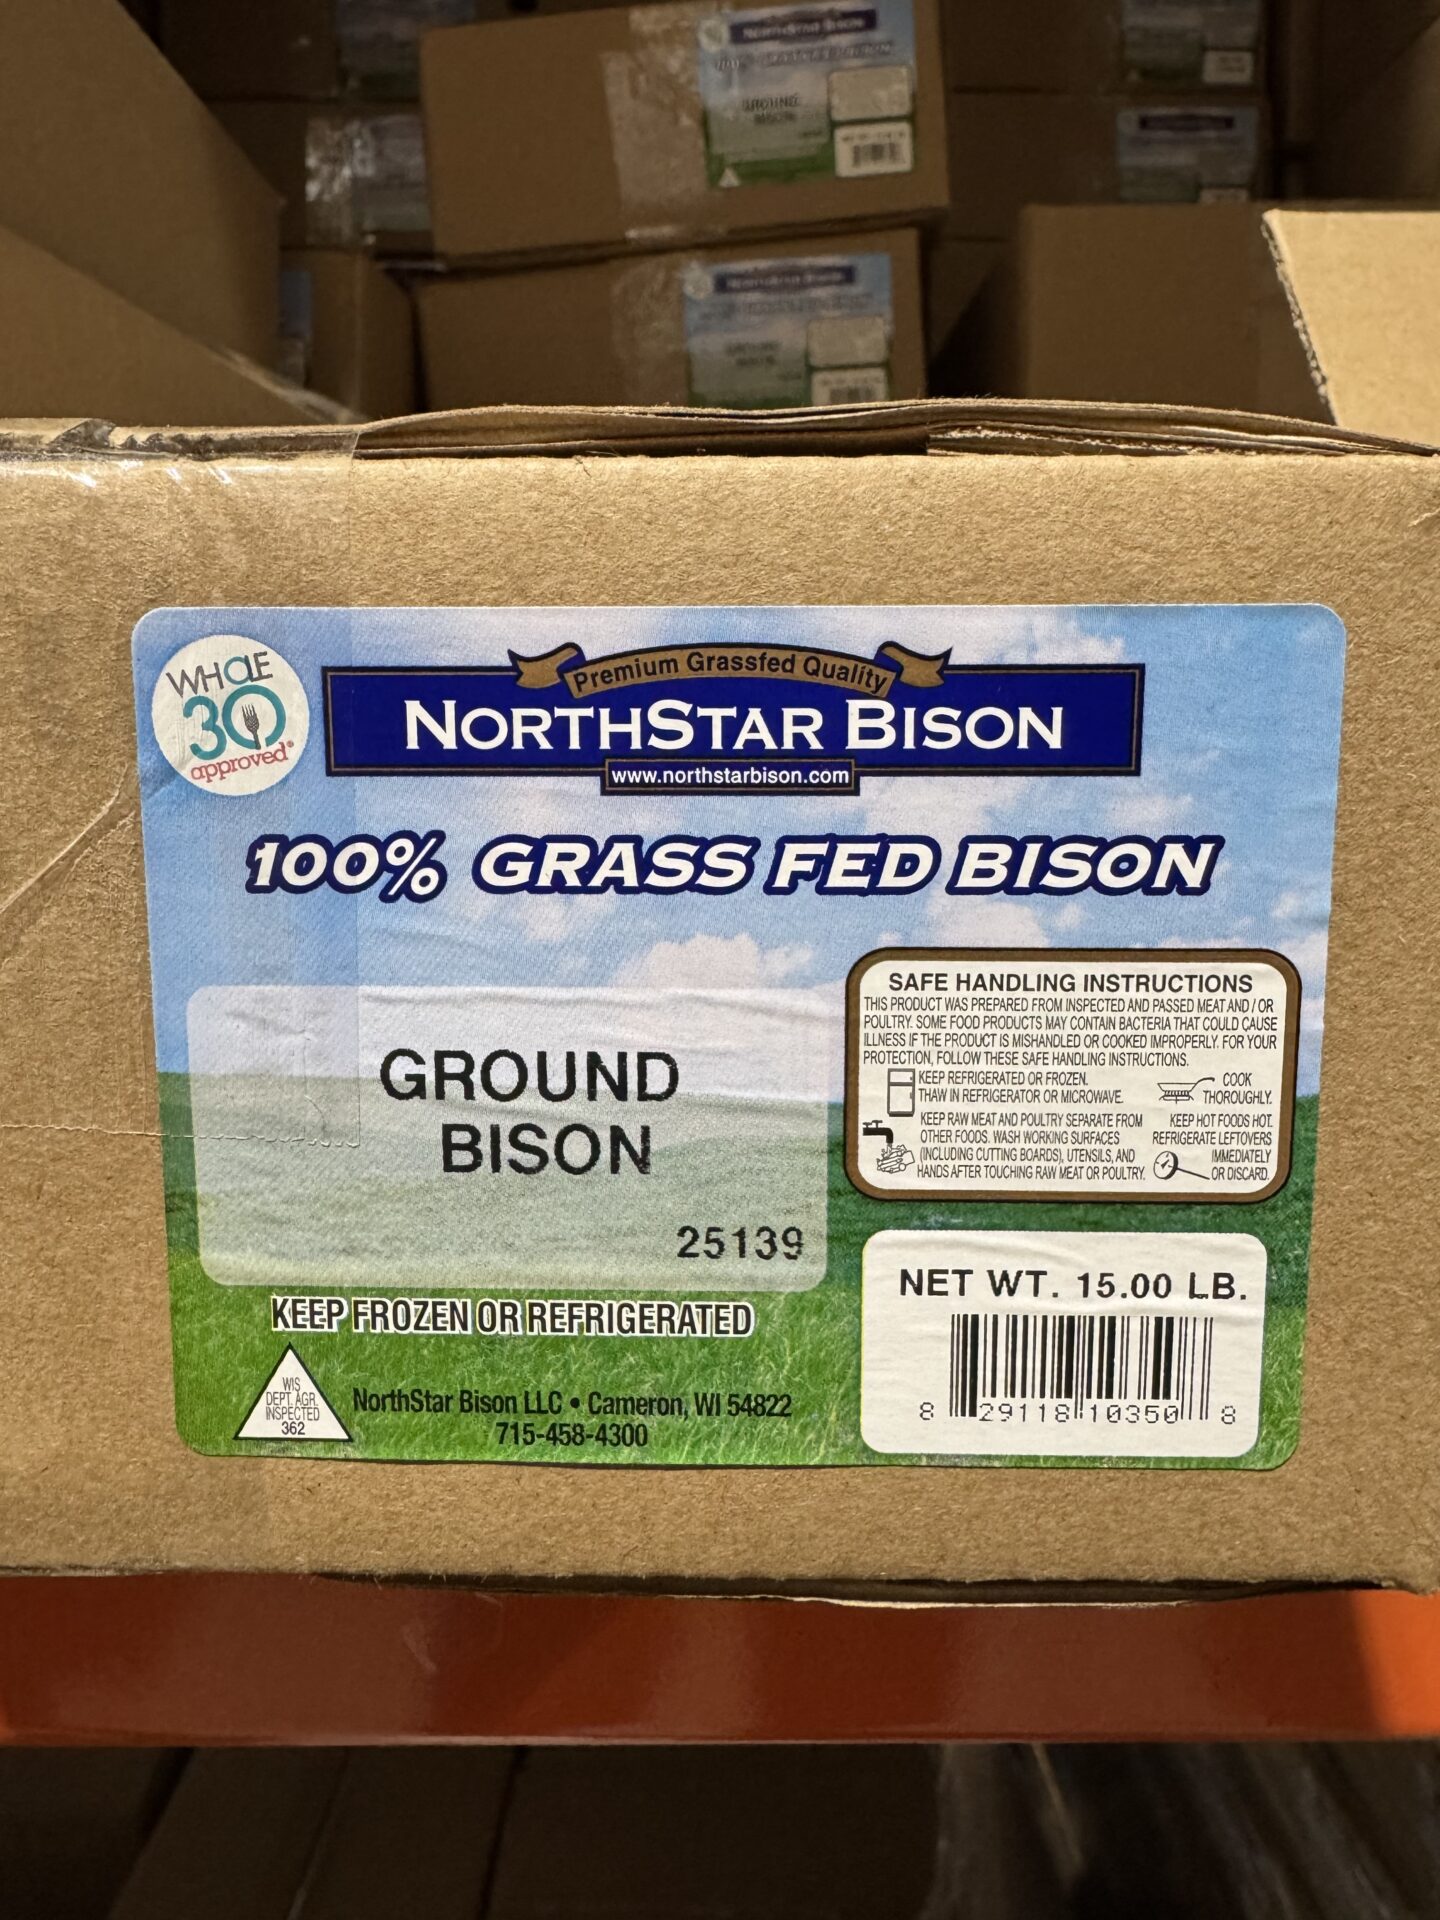 NORTHSTAR BISON
GROUND
BISON
WHOLE
30
approved®
Premium Grassfed Quality
NORTHSTAR BISON
www.northstarbison.com
100% GRASS FED BISON
GROUND
BISON
25139
KEEP FROZEN OR REFRIGERATED
WIS
DEPT. AGR.
INSPECTED
362
NorthStar Bison LLC • Cameron, WI 54822
715-458-4300
SAFE HANDLING INSTRUCTIONS
THIS PRODUCT WAS PREPARED FROM INSPECTED AND PASSED MEAT AND / OR
POULTRY. SOME FOOD PRODUCTS MAY CONTAIN BACTERIA THAT COULD CAUSE
ILLNESS IF THE PRODUCT IS MISHANDLED OR COOKED IMPROPERLY. FOR YOUR
PROTECTION, FOLLOW THESE SAFE HANDLING INSTRUCTIONS.
KEEP REFRIGERATED OR FROZEN.
THAW IN REFRIGERATOR OR MICROWAVE.
COOK
THOROUGHLY.
KEEP RAW MEAT AND POULTRY SEPARATE FROM
OTHER FOODS. WASH WORKING SURFACES
(INCLUDING CUTTING BOARDS), UTENSILS, AND
HANDS AFTER TOUCHING RAW MEAT OR POULTRY.
KEEP HOT FOODS HOT.
REFRIGERATE LEFTOVERS
IMMEDIATELY
OR DISCARD.
NET WT. 15.00 LB.
8 29118 10350 8